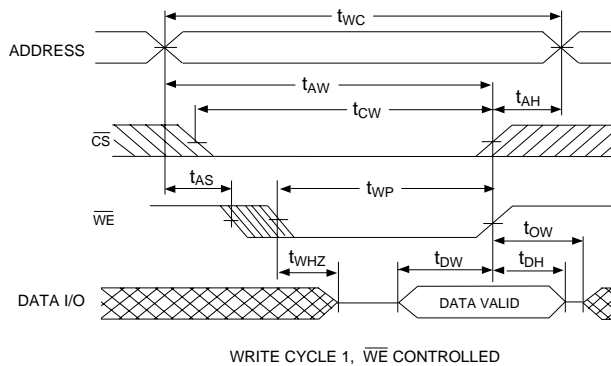 tWC
ADDRESS
tAW
tCW
tAH
CS
tAS
tWP
WE
tOW
tWHZ
tDW
tDH
DATA I/O
DATA VALID
WRITE CYCLE 1, WE CONTROLLED